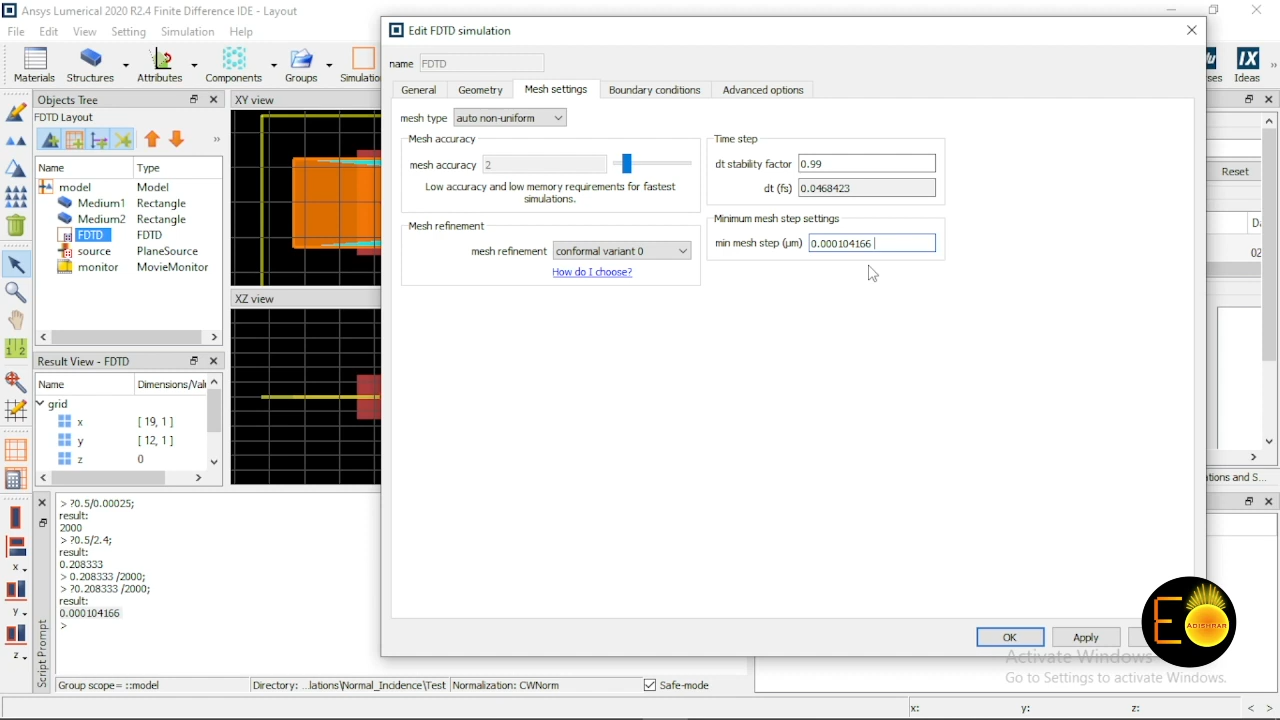 Ansys Lumerical 2020 R2.4 Finite Difference IDE - Layout
File Edit View Setting Simulation Help
Materials Structures Attributes Components Groups Simulatio
Ideas
Objects Tree
FDTD Layout
Name Type
model Model
Medium1 Rectangle
Medium2 Rectangle
FDTD FDTD
source PlaneSource
monitor MovieMonitor
Result View - FDTD
Name Dimensions/Valu
grid
x [19, 1]
y [12, 1]
z 0
XY view
XZ view
Edit FDTD simulation
name FDTD
General Geometry Mesh settings Boundary conditions Advanced options
mesh type auto non-uniform
Mesh accuracy
mesh accuracy 2
Low accuracy and low memory requirements for fastest
simulations.
Mesh refinement
mesh refinement conformal variant 0
How do I choose?
Time step
dt stability factor 0.99
dt (fs) 0.0468423
Minimum mesh step settings
min mesh step (µm) 0.000104166
OK Apply
Reset
Script Prompt
> ?0.5/0.00025;
result:
2000
> ?0.5/2.4;
result:
0.208333
> 0.208333 /2000;
> ?0.208333 /2000;
result:
0.000104166
>
Group scope= ::model Directory: ...lations\Normal_Incidence\Test Normalization: CWNorm Safe-mode
x: y: z:
Activate Windows
Go to Settings to activate Windows.
E ADISHRAR